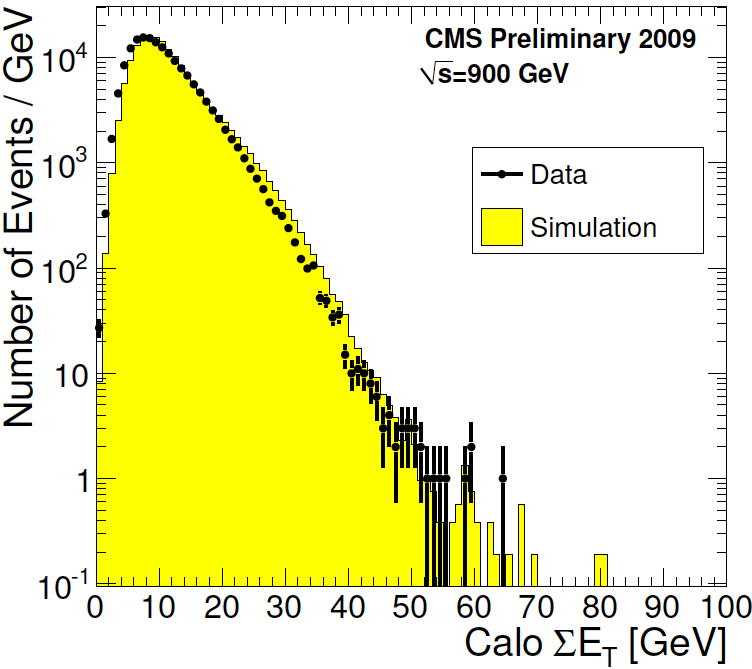 CMS Preliminary 2009
√s=900 GeV
Data
Simulation
Number of Events / GeV
10⁴
10³
10²
10
1
10⁻¹
0 10 20 30 40 50 60 70 80 90 100
Calo ΣE_T [GeV]